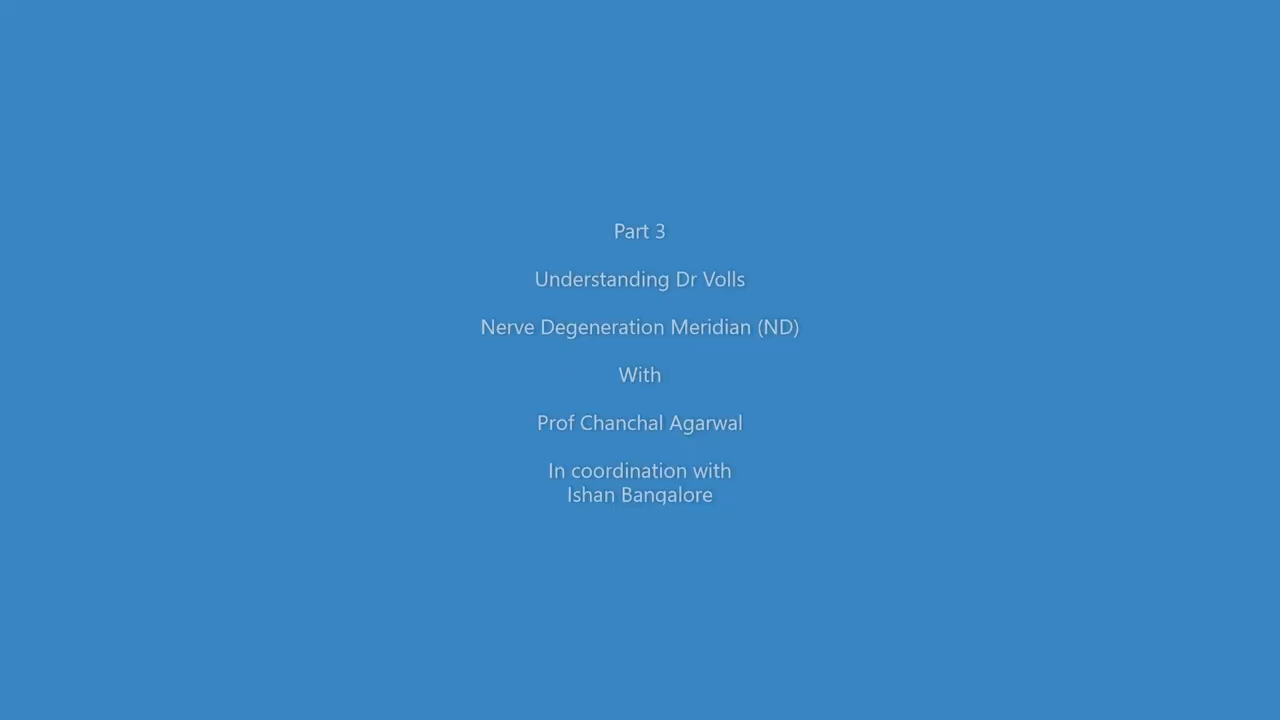 Part 3
Understanding Dr Volls
Nerve Degeneration Meridian (ND)
With
Prof Chanchal Agarwal
In coordination with
Ishan Bangalore